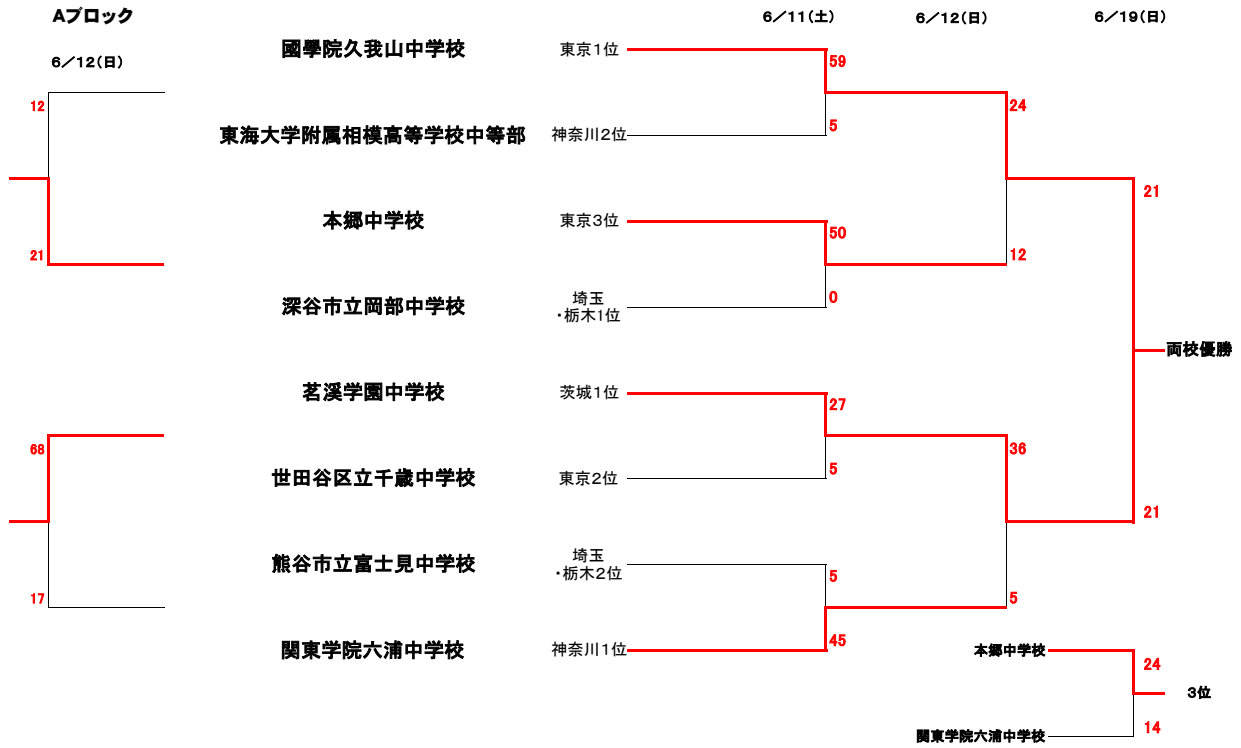 Aブロック
6／11(土)
6／12(日)
6／19(日)
6／12(日)
國學院久我山中学校
東京1位
59
12
24
5
東海大学附属相模高等学校中等部
神奈川2位
21
本郷中学校
東京3位
50
21
12
0
深谷市立岡部中学校
埼玉
・栃木1位
両校優勝
茗溪学園中学校
茨城1位
27
68
36
5
世田谷区立千歳中学校
東京2位
21
熊谷市立富士見中学校
埼玉
・栃木2位
5
17
5
45
関東学院六浦中学校
神奈川1位
本郷中学校
24
3位
14
関東学院六浦中学校